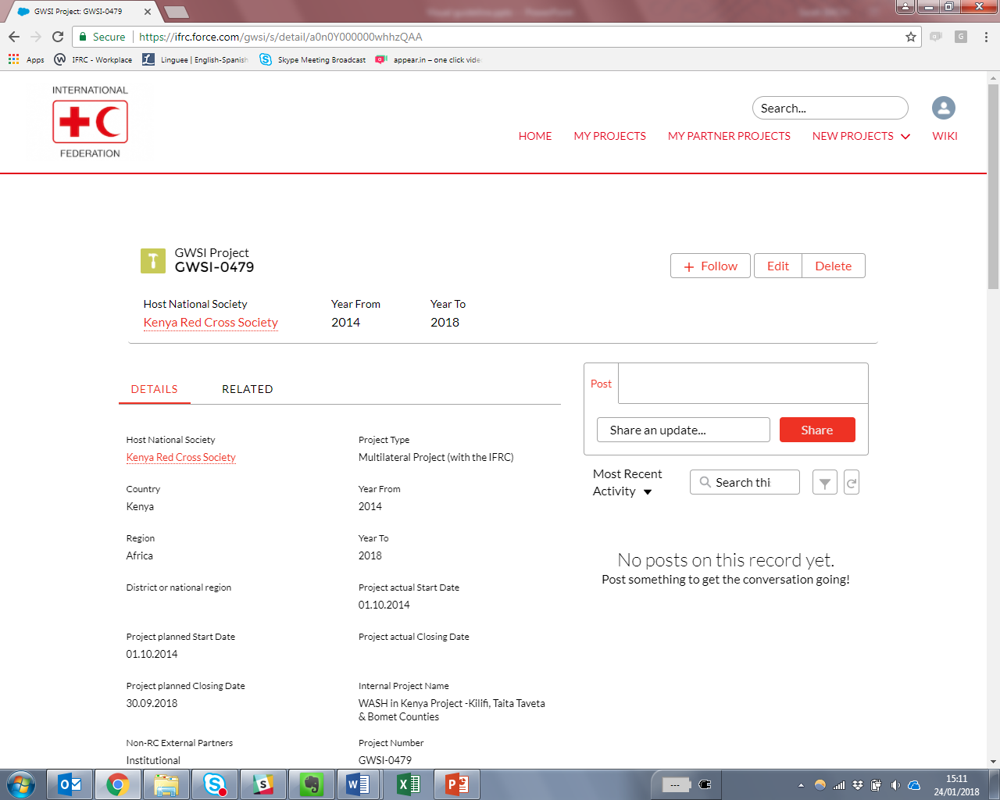 GWSI Project: GWSI-0479
Secure
https://ifrc.force.com/gwsi/s/detail/a0n0Y000000whhzQAA
G
Apps
IFRC - Workplace
Linguee | English-Spanish
Skype Meeting Broadcast
appear.in – one click vide
INTERNATIONAL
FEDERATION
Search...
HOME
MY PROJECTS
MY PARTNER PROJECTS
NEW PROJECTS
WIKI
GWSI Project
GWSI-0479
Follow
Edit
Delete
Host National Society
Year From
Year To
Kenya Red Cross Society
2014
2018
DETAILS
RELATED
Post
Share an update...
Share
Most Recent
Activity
Search thi
No posts on this record yet.
Post something to get the conversation going!
Host National Society
Project Type
Kenya Red Cross Society
Multilateral Project (with the IFRC)
Country
Year From
Kenya
2014
Region
Year To
Africa
2018
District or national region
Project actual Start Date
01.10.2014
Project planned Start Date
Project actual Closing Date
01.10.2014
Project planned Closing Date
Internal Project Name
30.09.2018
WASH in Kenya Project -Kilifi, Taita Taveta
& Bomet Counties
Non-RC External Partners
Project Number
Institutional
GWSI-0479
15:11
24/01/2018